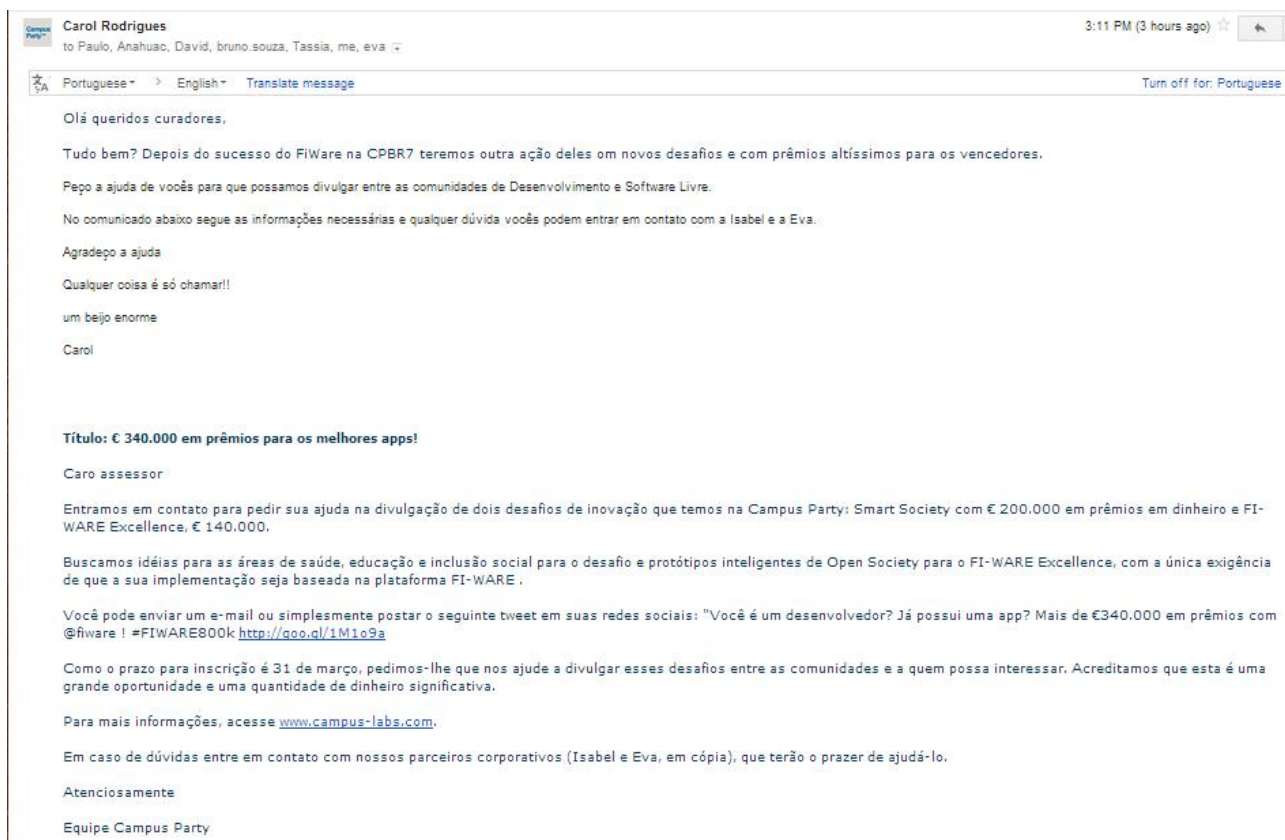 Campus Party™
Carol Rodrigues
3:11 PM (3 hours ago)
to Paulo, Anahuac, David, bruno.souza, Tassia, me, eva
Portuguese > English Translate message
Turn off for: Portuguese
Olá queridos curadores,
Tudo bem? Depois do sucesso do FiWare na CPBR7 teremos outra ação deles om novos desafios e com prêmios altíssimos para os vencedores.
Peço a ajuda de vocês para que possamos divulgar entre as comunidades de Desenvolvimento e Software Livre.
No comunicado abaixo segue as informações necessárias e qualquer dúvida vocês podem entrar em contato com a Isabel e a Eva.
Agradeço a ajuda
Qualquer coisa é só chamar!!
um beijo enorme
Carol
Título: € 340.000 em prêmios para os melhores apps!
Caro assessor
Entramos em contato para pedir sua ajuda na divulgação de dois desafios de inovação que temos na Campus Party: Smart Society com € 200.000 em prêmios em dinheiro e FI-
WARE Excellence, € 140.000.
Buscamos idéias para as áreas de saúde, educação e inclusão social para o desafio e protótipos inteligentes de Open Society para o FI-WARE Excellence, com a única exigência
de que a sua implementação seja baseada na plataforma FI-WARE .
Você pode enviar um e-mail ou simplesmente postar o seguinte tweet em suas redes sociais: "Você é um desenvolvedor? Já possui uma app? Mais de €340.000 em prêmios com
@fiware ! #FIWARE800k http://goo.gl/1M1o9a
Como o prazo para inscrição é 31 de março, pedimos-lhe que nos ajude a divulgar esses desafios entre as comunidades e a quem possa interessar. Acreditamos que esta é uma
grande oportunidade e uma quantidade de dinheiro significativa.
Para mais informações, acesse www.campus-labs.com.
Em caso de dúvidas entre em contato com nossos parceiros corporativos (Isabel e Eva, em cópia), que terão o prazer de ajudá-lo.
Atenciosamente
Equipe Campus Party